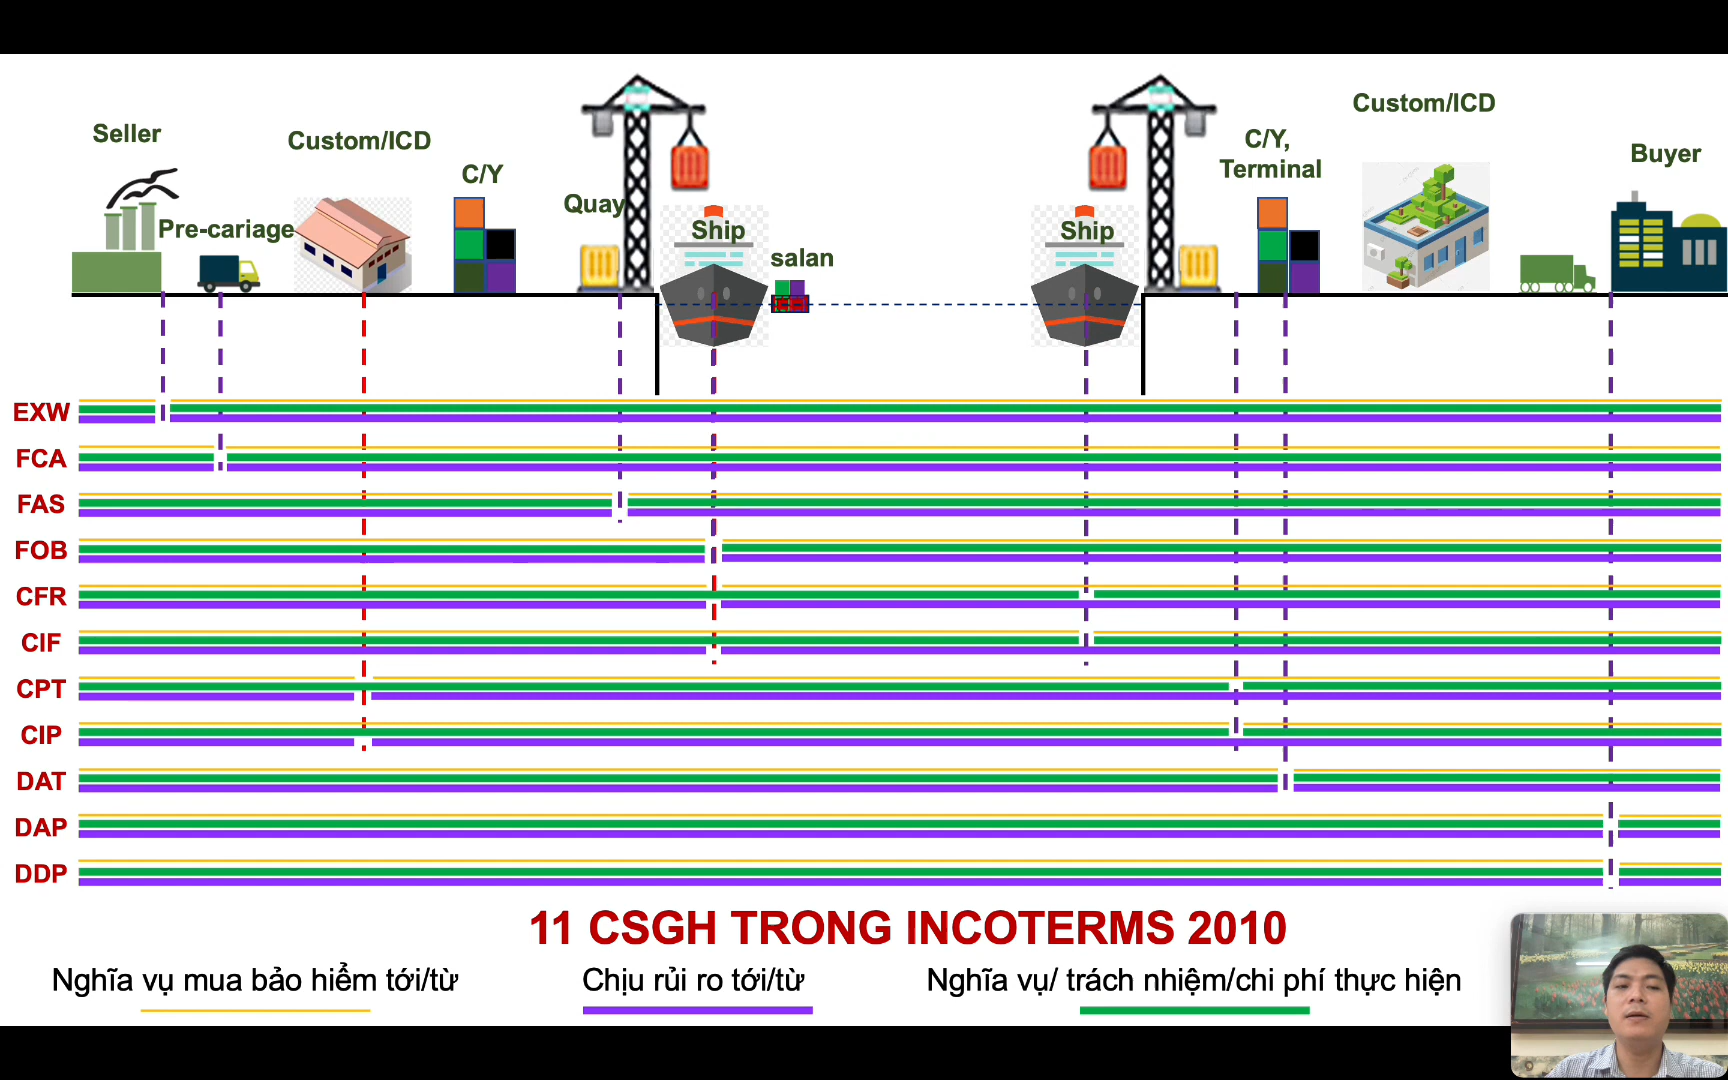 Seller
Pre-cariage
Custom/ICD
C/Y
Quay
Ship
salan
Ship
C/Y,
Terminal
Custom/ICD
Buyer
EXW
FCA
FAS
FOB
CFR
CIF
CPT
CIP
DAT
DAP
DDP
11 CSGH TRONG INCOTERMS 2010
Nghĩa vụ mua bảo hiểm tới/từ
Chịu rủi ro tới/từ
Nghĩa vụ/ trách nhiệm/chi phí thực hiện